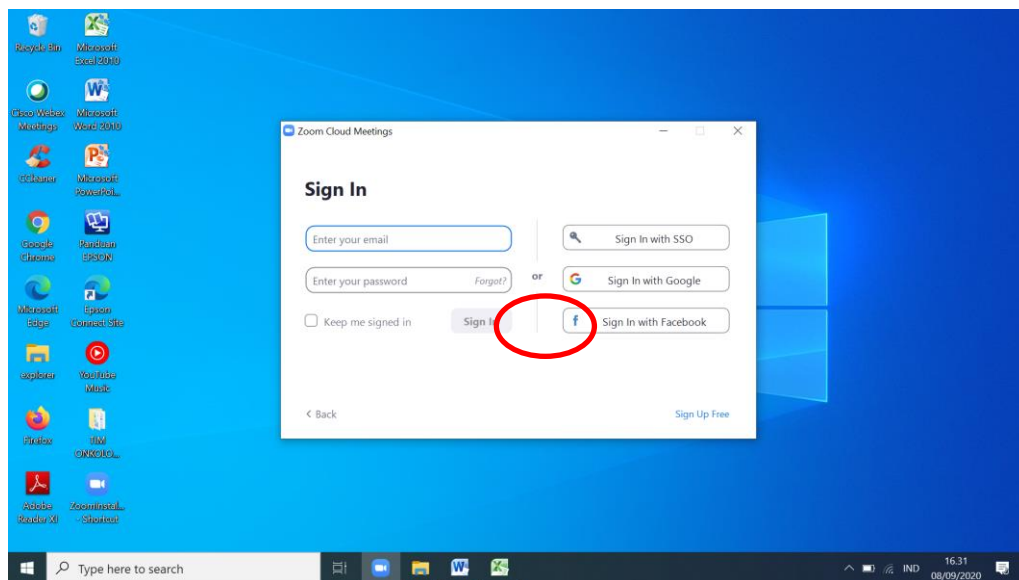 Recycle Bin
Microsoft
Excel 2010
Cisco Webex
Meetings
Microsoft
Word 2010
CCleaner
Microsoft
PowerPoi...
Google
Chrome
Panduan
EPSON
Microsoft
Edge
Epson
Connect Site
explorer
YouTube
Music
Firefox
TIM
ONKOLO...
Adobe
Reader XI
Zoominstal...
- Shortcut
Zoom Cloud Meetings
Sign In
Enter your email
Enter your password Forgot?
Keep me signed in Sign In
or
Sign In with SSO
Sign In with Google
Sign In with Facebook
< Back
Sign Up Free
Type here to search
IND
16.31
08/09/2020